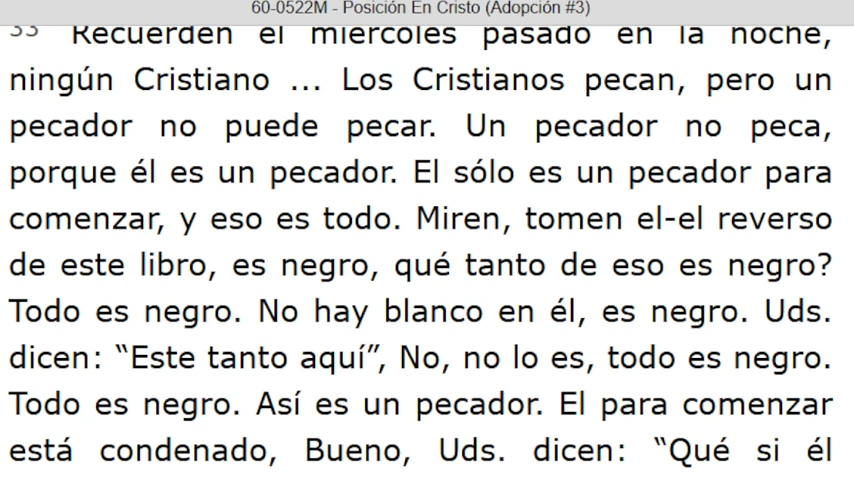 60-0522M - Posición En Cristo (Adopción #3)
33 Recuerden el miércoles pasado en la noche,
ningún Cristiano ... Los Cristianos pecan, pero un
pecador no puede pecar. Un pecador no peca,
porque él es un pecador. El sólo es un pecador para
comenzar, y eso es todo. Miren, tomen el-el reverso
de este libro, es negro, qué tanto de eso es negro?
Todo es negro. No hay blanco en él, es negro. Uds.
dicen: “Este tanto aquí”, No, no lo es, todo es negro.
Todo es negro. Así es un pecador. El para comenzar
está condenado, Bueno, Uds. dicen: “Qué si él